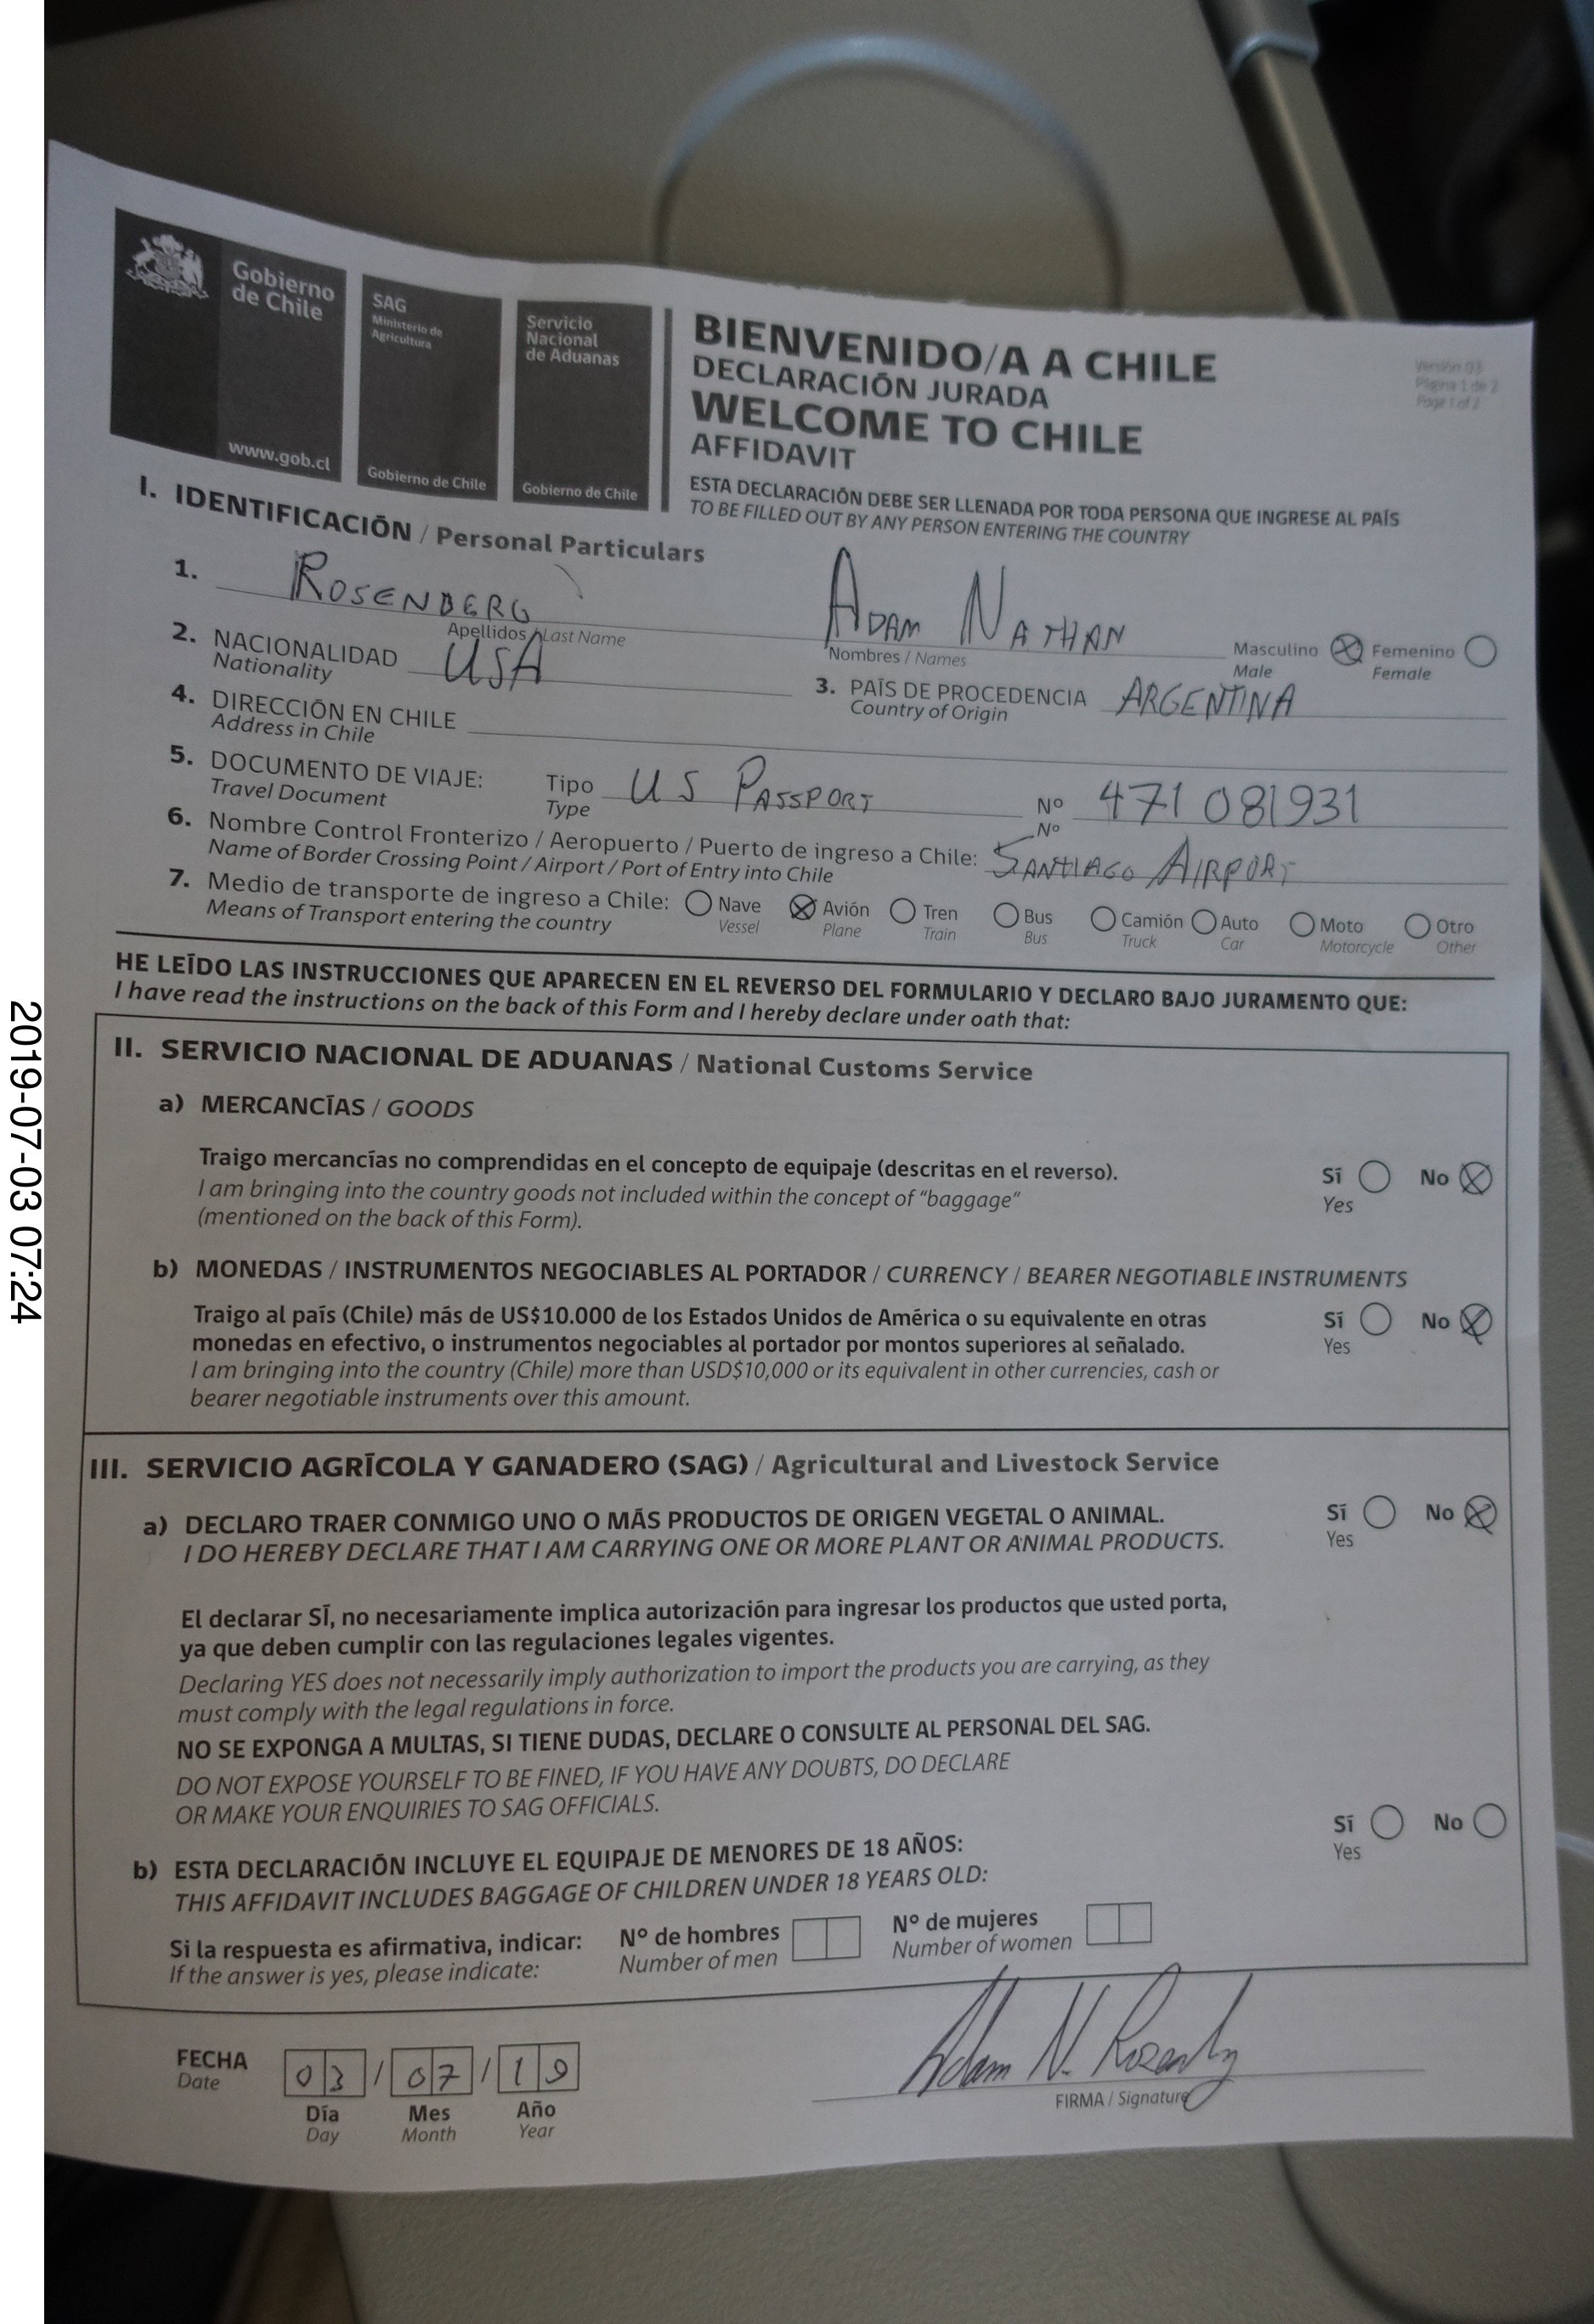 2019-07-03 07:24
Gobierno
de Chile
www.gob.cl
SAG
Ministerio de
Agricultura
Gobierno de Chile
Servicio
Nacional
de Aduanas
Gobierno de Chile
BIENVENIDO/A A CHILE
DECLARACIÓN JURADA
WELCOME TO CHILE
AFFIDAVIT
ESTA DECLARACIÓN DEBE SER LLENADA POR TODA PERSONA QUE INGRESE AL PAÍS
TO BE FILLED OUT BY ANY PERSON ENTERING THE COUNTRY
Versión 03
Página 1 de 2
Page 1 of 2
I. IDENTIFICACIÓN / Personal Particulars
1. ROSENBERG ADAM NATHAN
Apellidos / Last Name Nombres / Names Masculino Femenino
Male Female
2. NACIONALIDAD USA 3. PAÍS DE PROCEDENCIA ARGENTINA
Nationality Country of Origin
4. DIRECCIÓN EN CHILE
Address in Chile
5. DOCUMENTO DE VIAJE: Tipo US PASSPORT Nº 471081931
Travel Document Type Nº
6. Nombre Control Fronterizo / Aeropuerto / Puerto de ingreso a Chile: SANTIAGO AIRPORT
Name of Border Crossing Point / Airport / Port of Entry into Chile
7. Medio de transporte de ingreso a Chile: Nave Avión Tren Bus Camión Auto Moto Otro
Means of Transport entering the country Vessel Plane Train Bus Truck Car Motorcycle Other
HE LEÍDO LAS INSTRUCCIONES QUE APARECEN EN EL REVERSO DEL FORMULARIO Y DECLARO BAJO JURAMENTO QUE:
I have read the instructions on the back of this Form and I hereby declare under oath that:
II. SERVICIO NACIONAL DE ADUANAS / National Customs Service
a) MERCANCÍAS / GOODS
Traigo mercancías no comprendidas en el concepto de equipaje (descritas en el reverso). Sí No
I am bringing into the country goods not included within the concept of "baggage" Yes
(mentioned on the back of this Form).
b) MONEDAS / INSTRUMENTOS NEGOCIABLES AL PORTADOR / CURRENCY / BEARER NEGOTIABLE INSTRUMENTS
Traigo al país (Chile) más de US$10.000 de los Estados Unidos de América o su equivalente en otras Sí No
monedas en efectivo, o instrumentos negociables al portador por montos superiores al señalado. Yes
I am bringing into the country (Chile) more than USD$10,000 or its equivalent in other currencies, cash or
bearer negotiable instruments over this amount.
III. SERVICIO AGRÍCOLA Y GANADERO (SAG) / Agricultural and Livestock Service
a) DECLARO TRAER CONMIGO UNO O MÁS PRODUCTOS DE ORIGEN VEGETAL O ANIMAL. Sí No
I DO HEREBY DECLARE THAT I AM CARRYING ONE OR MORE PLANT OR ANIMAL PRODUCTS. Yes
El declarar SÍ, no necesariamente implica autorización para ingresar los productos que usted porta,
ya que deben cumplir con las regulaciones legales vigentes.
Declaring YES does not necessarily imply authorization to import the products you are carrying, as they
must comply with the legal regulations in force.
NO SE EXPONGA A MULTAS, SI TIENE DUDAS, DECLARE O CONSULTE AL PERSONAL DEL SAG.
DO NOT EXPOSE YOURSELF TO BE FINED, IF YOU HAVE ANY DOUBTS, DO DECLARE
OR MAKE YOUR ENQUIRIES TO SAG OFFICIALS.
b) ESTA DECLARACIÓN INCLUYE EL EQUIPAJE DE MENORES DE 18 AÑOS: Sí No
THIS AFFIDAVIT INCLUDES BAGGAGE OF CHILDREN UNDER 18 YEARS OLD: Yes
Si la respuesta es afirmativa, indicar: Nº de hombres Nº de mujeres
If the answer is yes, please indicate: Number of men Number of women
FECHA 03 / 07 / 19 Adam N. Rosenberg
Date FIRMA / Signature
Día Mes Año
Day Month Year